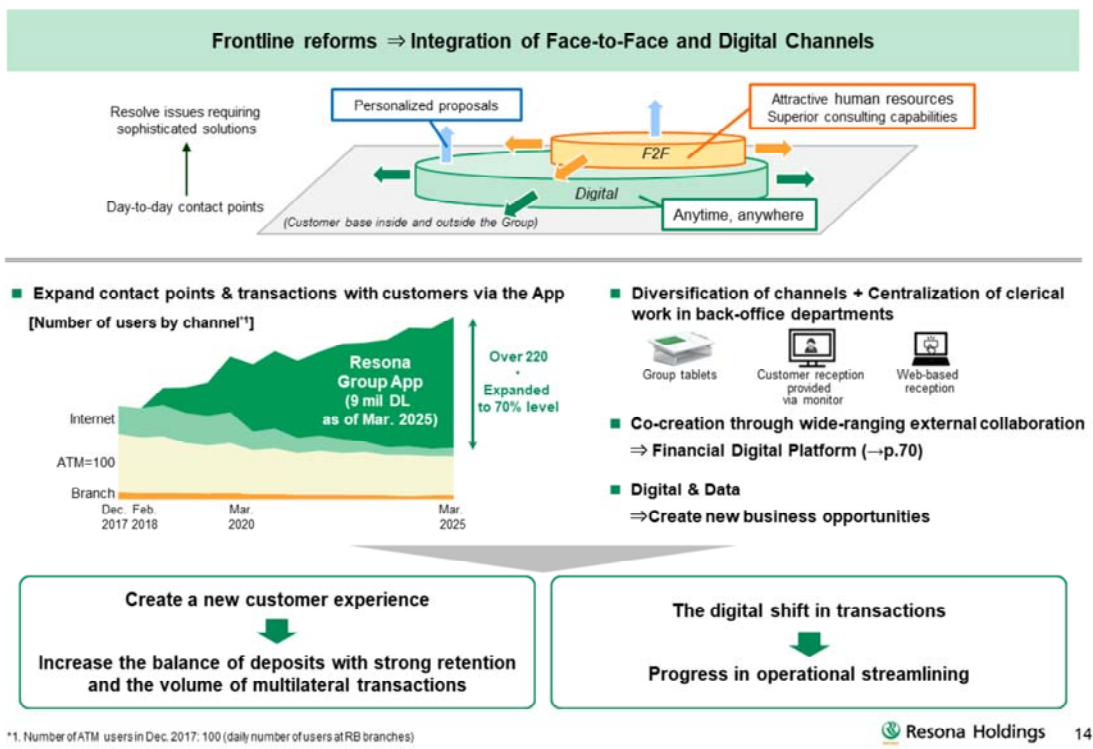 Frontline reforms ⇒ Integration of Face-to-Face and Digital Channels
Resolve issues requiring
sophisticated solutions
Day-to-day contact points
Personalized proposals
Attractive human resources
Superior consulting capabilities
F2F
Digital
Anytime, anywhere
(Customer base inside and outside the Group)
■ Expand contact points & transactions with customers via the App
[Number of users by channel*1]
Resona
Group App
(9 mil DL
as of Mar. 2025)
Over 220
・
Expanded
to 70% level
Internet
ATM=100
Branch
Dec. 2017
Feb. 2018
Mar. 2020
Mar. 2025
■ Diversification of channels + Centralization of clerical
work in back-office departments
Group tablets
Customer reception
provided
via monitor
Web-based
reception
■ Co-creation through wide-ranging external collaboration
⇒ Financial Digital Platform (→p.70)
■ Digital & Data
⇒Create new business opportunities
Create a new customer experience
Increase the balance of deposits with strong retention
and the volume of multilateral transactions
The digital shift in transactions
Progress in operational streamlining
*1. Number of ATM users in Dec. 2017: 100 (daily number of users at RB branches)
Resona Holdings
14